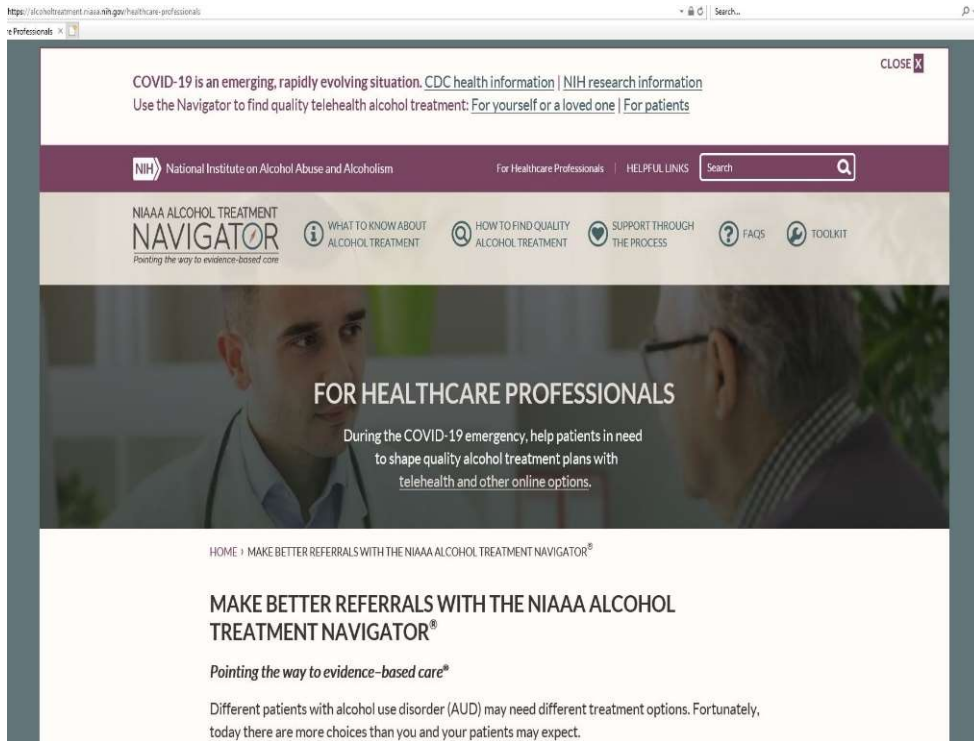 https://alcoholtreatment.niaaa.nih.gov/healthcare-professionals
Search...
re Professionals ×
CLOSE X
COVID-19 is an emerging, rapidly evolving situation. CDC health information | NIH research information
Use the Navigator to find quality telehealth alcohol treatment: For yourself or a loved one | For patients
NIH National Institute on Alcohol Abuse and Alcoholism
For Healthcare Professionals | HELPFUL LINKS
Search
NIAAA ALCOHOL TREATMENT
NAVIGATOR
Pointing the way to evidence-based care
WHAT TO KNOW ABOUT
ALCOHOL TREATMENT
HOW TO FIND QUALITY
ALCOHOL TREATMENT
SUPPORT THROUGH
THE PROCESS
? FAQS
TOOLKIT
FOR HEALTHCARE PROFESSIONALS
During the COVID-19 emergency, help patients in need
to shape quality alcohol treatment plans with
telehealth and other online options.
HOME › MAKE BETTER REFERRALS WITH THE NIAAA ALCOHOL TREATMENT NAVIGATOR®
MAKE BETTER REFERRALS WITH THE NIAAA ALCOHOL
TREATMENT NAVIGATOR®
Pointing the way to evidence–based care®
Different patients with alcohol use disorder (AUD) may need different treatment options. Fortunately,
today there are more choices than you and your patients may expect.